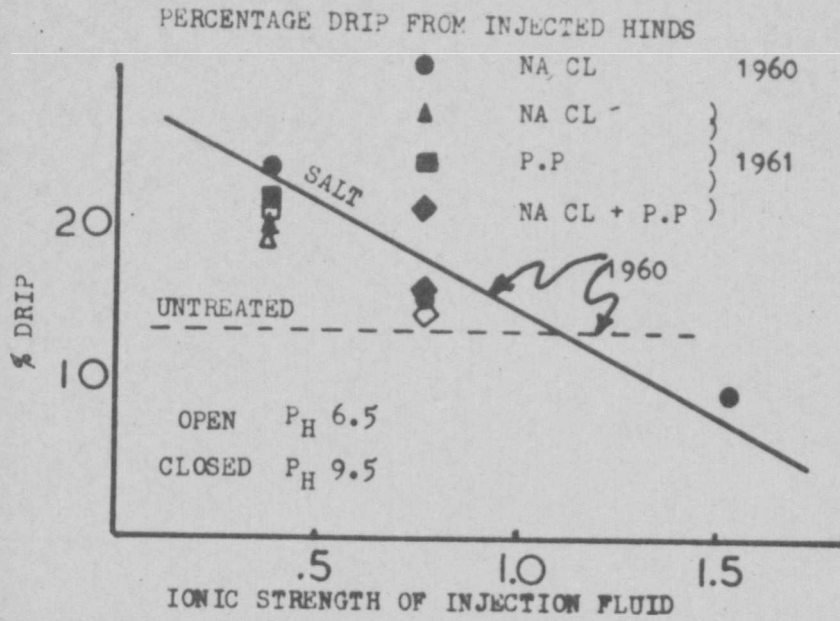 PERCENTAGE DRIP FROM INJECTED HINDS
NA CL 1960
NA CL
P.P 1961
NA CL + P.P
SALT
20
1960
UNTREATED
% DRIP
10
OPEN PH 6.5
CLOSED PH 9.5
.5 1.0 1.5
IONIC STRENGTH OF INJECTION FLUID